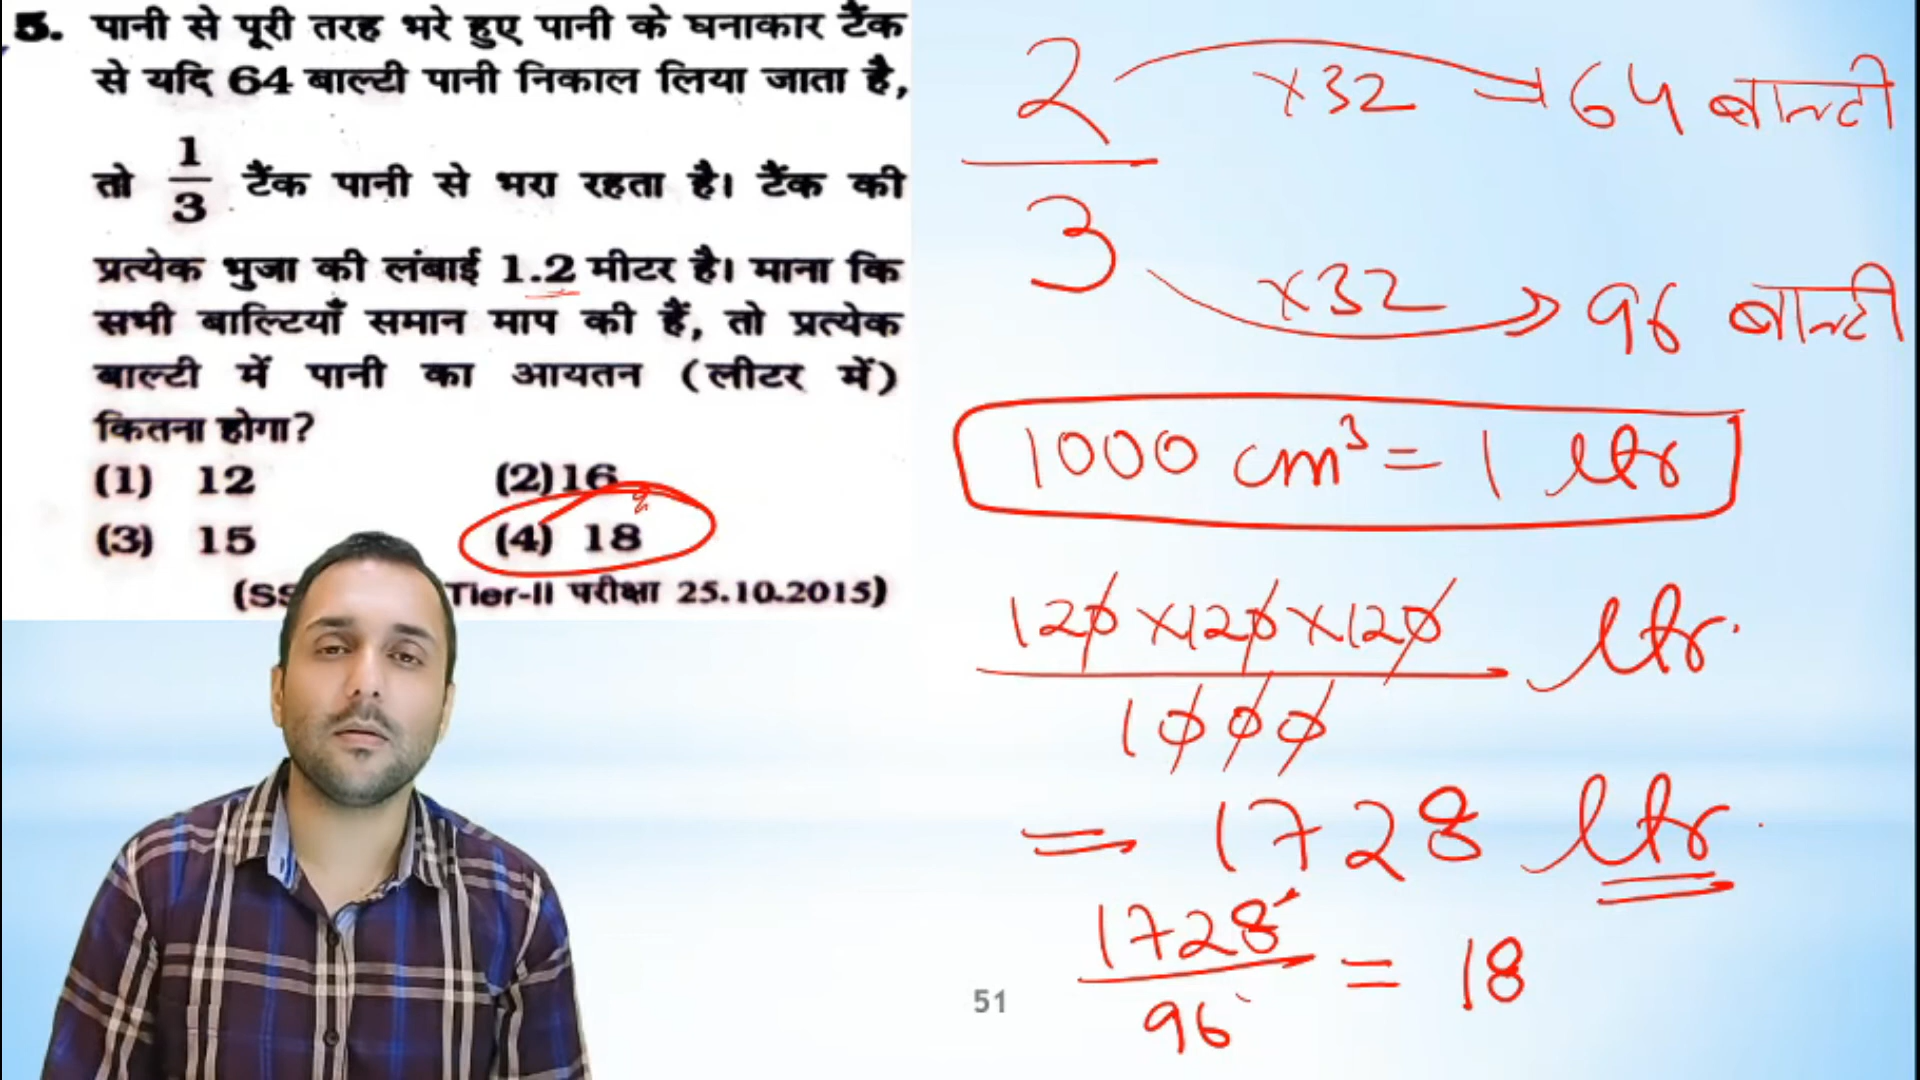 5. पानी से पूरी तरह भरे हुए पानी के घनाकार टैंक
से यदि 64 बाल्टी पानी निकाल लिया जाता है,
तो 1/3 टैंक पानी से भरा रहता है। टैंक की
प्रत्येक भुजा की लंबाई 1.2 मीटर है। माना कि
सभी बाल्टियाँ समान माप की हैं, तो प्रत्येक
बाल्टी में पानी का आयतन (लीटर में)
कितना होगा?
(1) 12 (2) 16
(3) 15 (4) 18
(SS Tier-II परीक्षा 25.10.2015)
2 ×32 → 64 बाल्टी
3 ×32 → 96 बाल्टी
1000 cm³ = 1 ltr
120 × 120 × 120 ltr.
1000
= 1728 ltr
1728
96
= 18
51